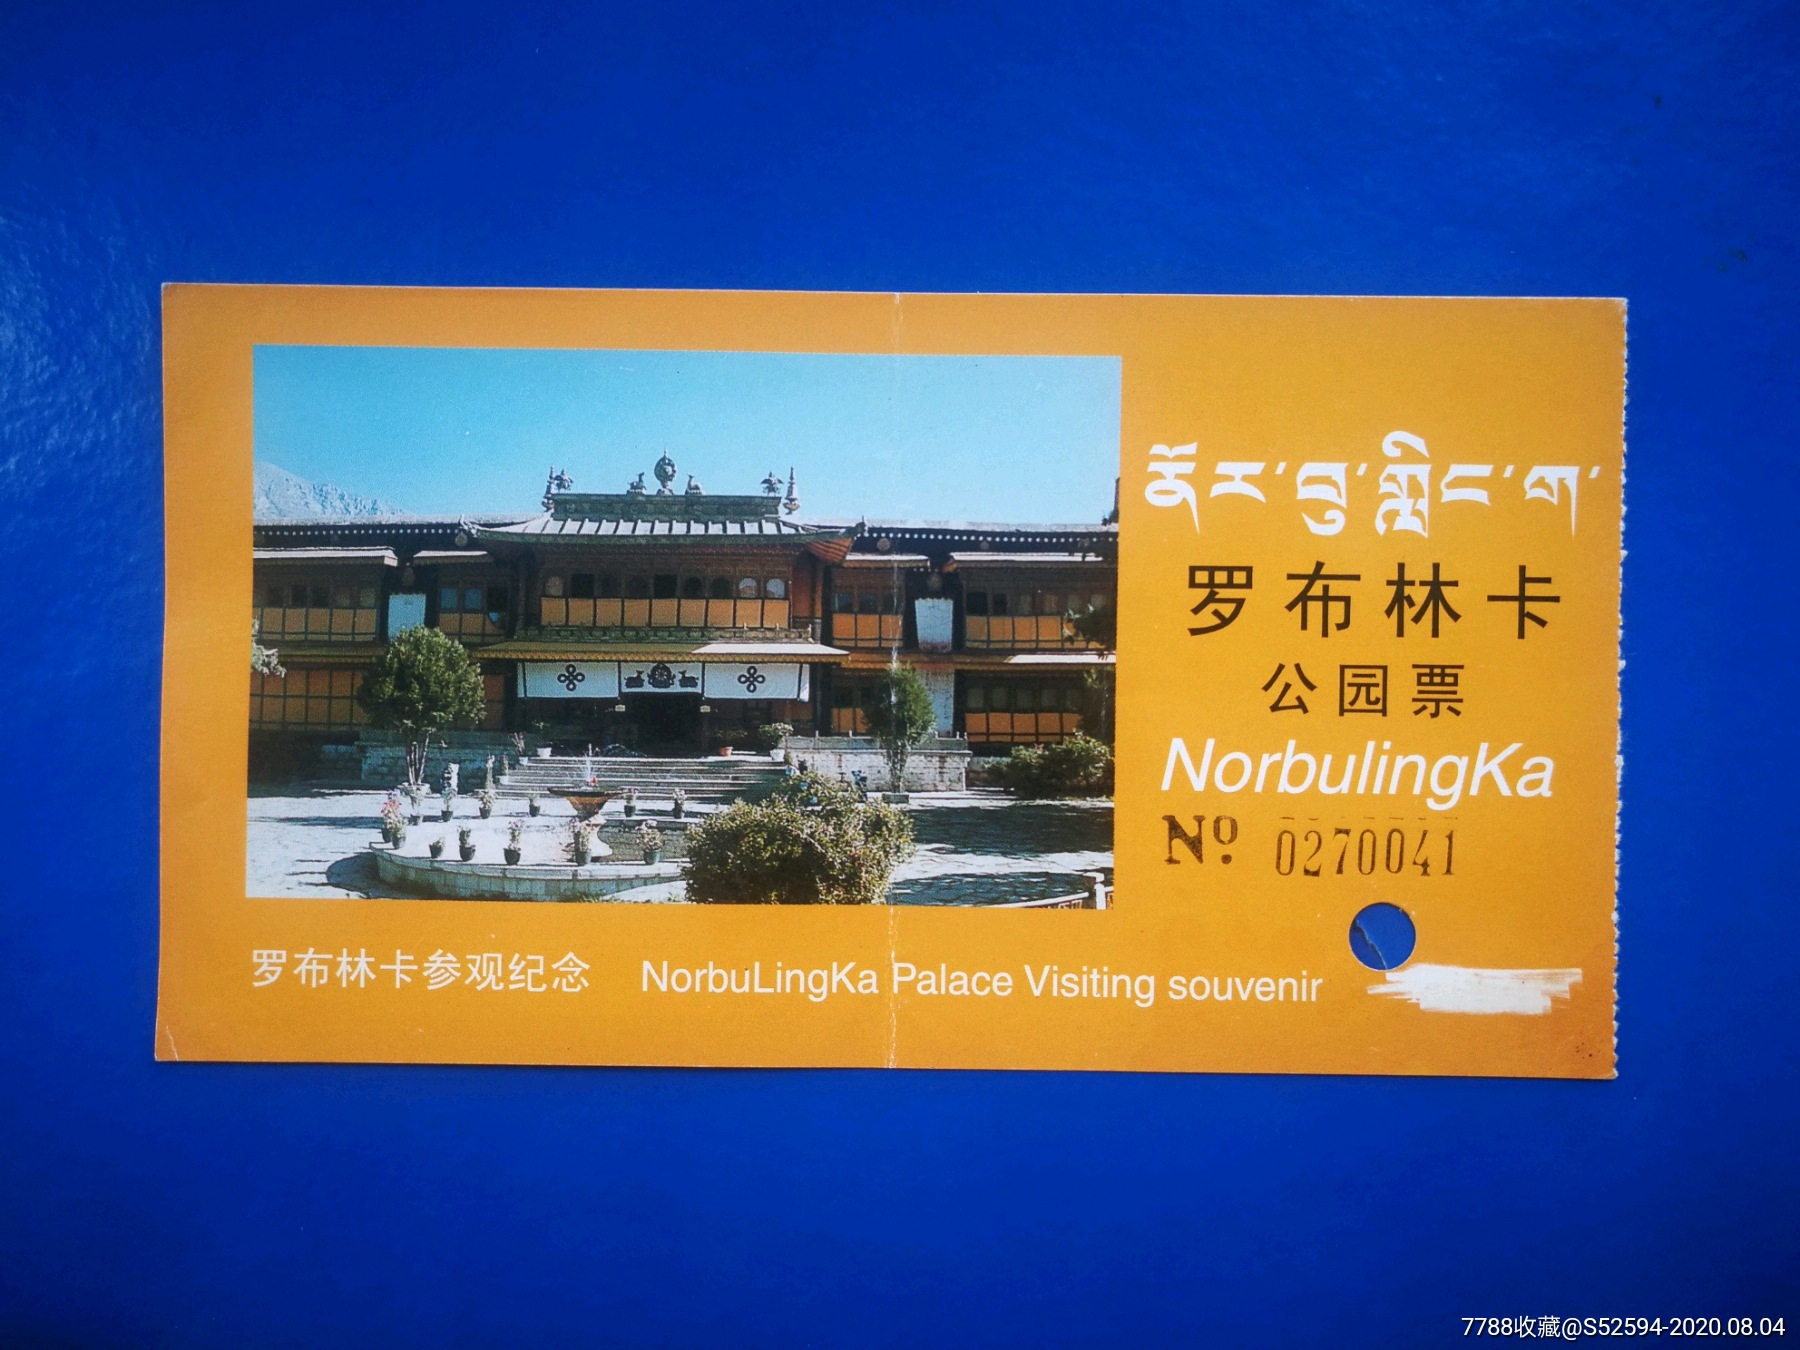 ནོར་བུ་གླིང་ག་
罗布林卡
公园票
NorbulingKa
Nº 0270041
罗布林卡参观纪念 NorbuLingKa Palace Visiting souvenir
7788收藏@S52594-2020.08.04